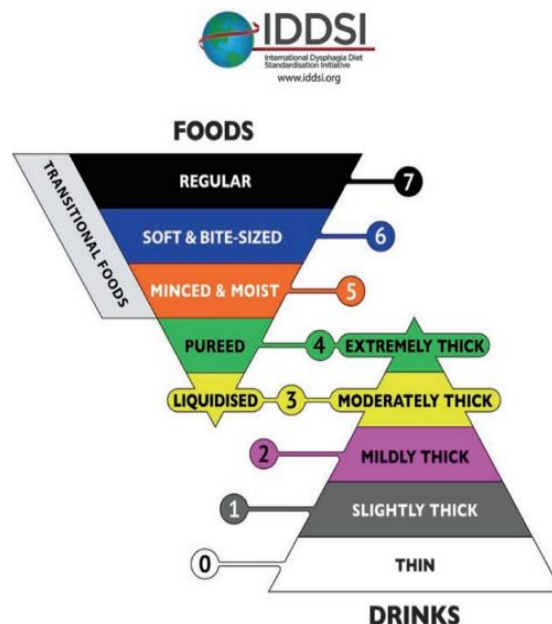 IDDSI
International Dysphagia Diet
Standardisation Initiative
www.iddsi.org
FOODS
TRANSITIONAL FOODS
REGULAR
7
SOFT & BITE-SIZED
6
MINCED & MOIST
5
PUREED
4
EXTREMELY THICK
LIQUIDISED
3
MODERATELY THICK
2
MILDLY THICK
1
SLIGHTLY THICK
0
THIN
DRINKS